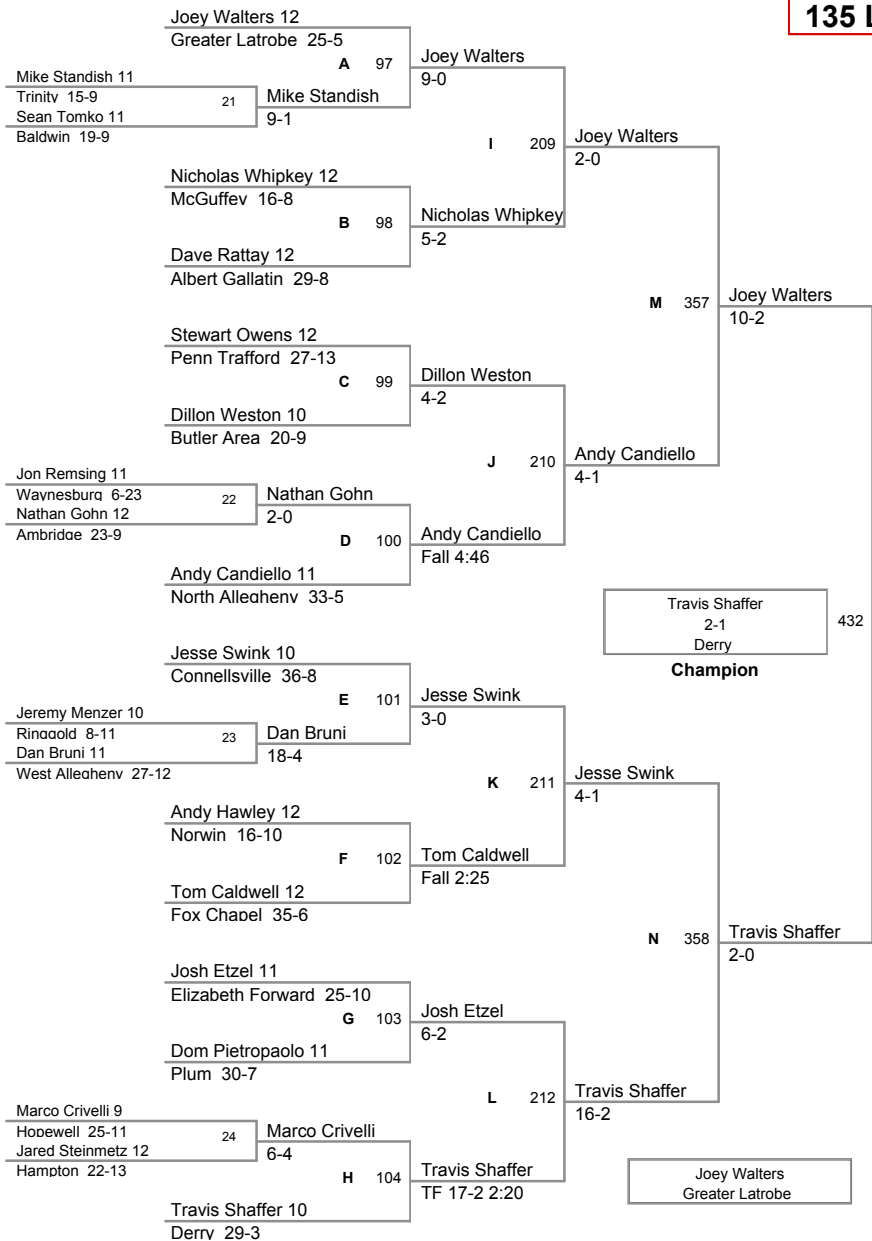 135 L
Joey Walters 12
Greater Latrobe 25-5
A 97
Joey Walters
9-0
Mike Standish 11
Trinity 15-9
21
Mike Standish
9-1
Sean Tomko 11
Baldwin 19-9
I 209
Joey Walters
2-0
Nicholas Whipkey 12
McGuffey 16-8
B 98
Nicholas Whipkey
5-2
Dave Rattay 12
Albert Gallatin 29-8
M 357
Joey Walters
10-2
Stewart Owens 12
Penn Trafford 27-13
C 99
Dillon Weston
4-2
Dillon Weston 10
Butler Area 20-9
J 210
Andy Candiello
4-1
Jon Remsing 11
Waynesburg 6-23
22
Nathan Gohn
2-0
Nathan Gohn 12
Ambridge 23-9
D 100
Andy Candiello
Fall 4:46
Andy Candiello 11
North Allegheny 33-5
Travis Shaffer
2-1
Derry
432
Champion
Jesse Swink 10
Connellsville 36-8
E 101
Jesse Swink
3-0
Jeremy Menzer 10
Ringgold 8-11
23
Dan Bruni
18-4
Dan Bruni 11
West Allegheny 27-12
K 211
Jesse Swink
4-1
Andy Hawley 12
Norwin 16-10
F 102
Tom Caldwell
Fall 2:25
Tom Caldwell 12
Fox Chapel 35-6
N 358
Travis Shaffer
2-0
Josh Etzel 11
Elizabeth Forward 25-10
G 103
Josh Etzel
6-2
Dom Pietropaolo 11
Plum 30-7
L 212
Travis Shaffer
16-2
Marco Crivelli 9
Hopewell 25-11
24
Marco Crivelli
6-4
Jared Steinmetz 12
Hampton 22-13
H 104
Travis Shaffer
TF 17-2 2:20
Travis Shaffer 10
Derry 29-3
Joey Walters
Greater Latrobe